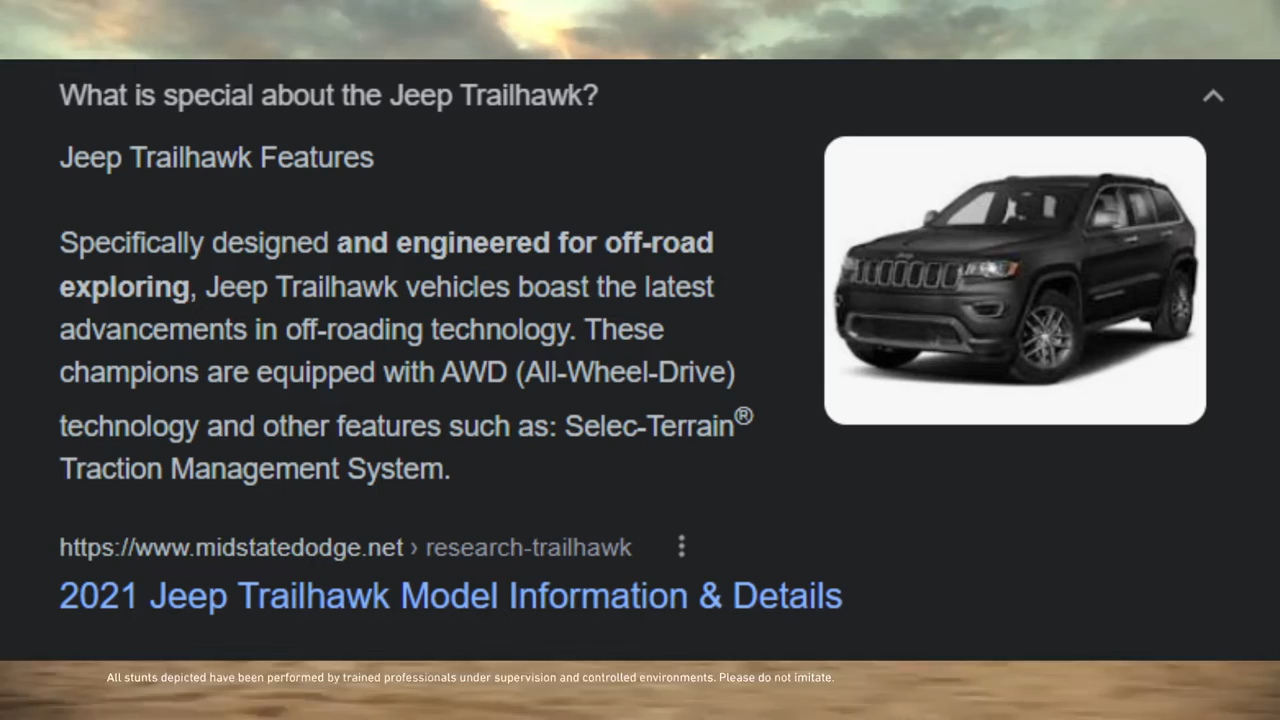 What is special about the Jeep Trailhawk?
Jeep Trailhawk Features
Specifically designed and engineered for off-road
exploring, Jeep Trailhawk vehicles boast the latest
advancements in off-roading technology. These
champions are equipped with AWD (All-Wheel-Drive)
technology and other features such as: Selec-Terrain®
Traction Management System.
https://www.midstatedodge.net › research-trailhawk
2021 Jeep Trailhawk Model Information & Details
All stunts depicted have been performed by trained professionals under supervision and controlled environments. Please do not imitate.